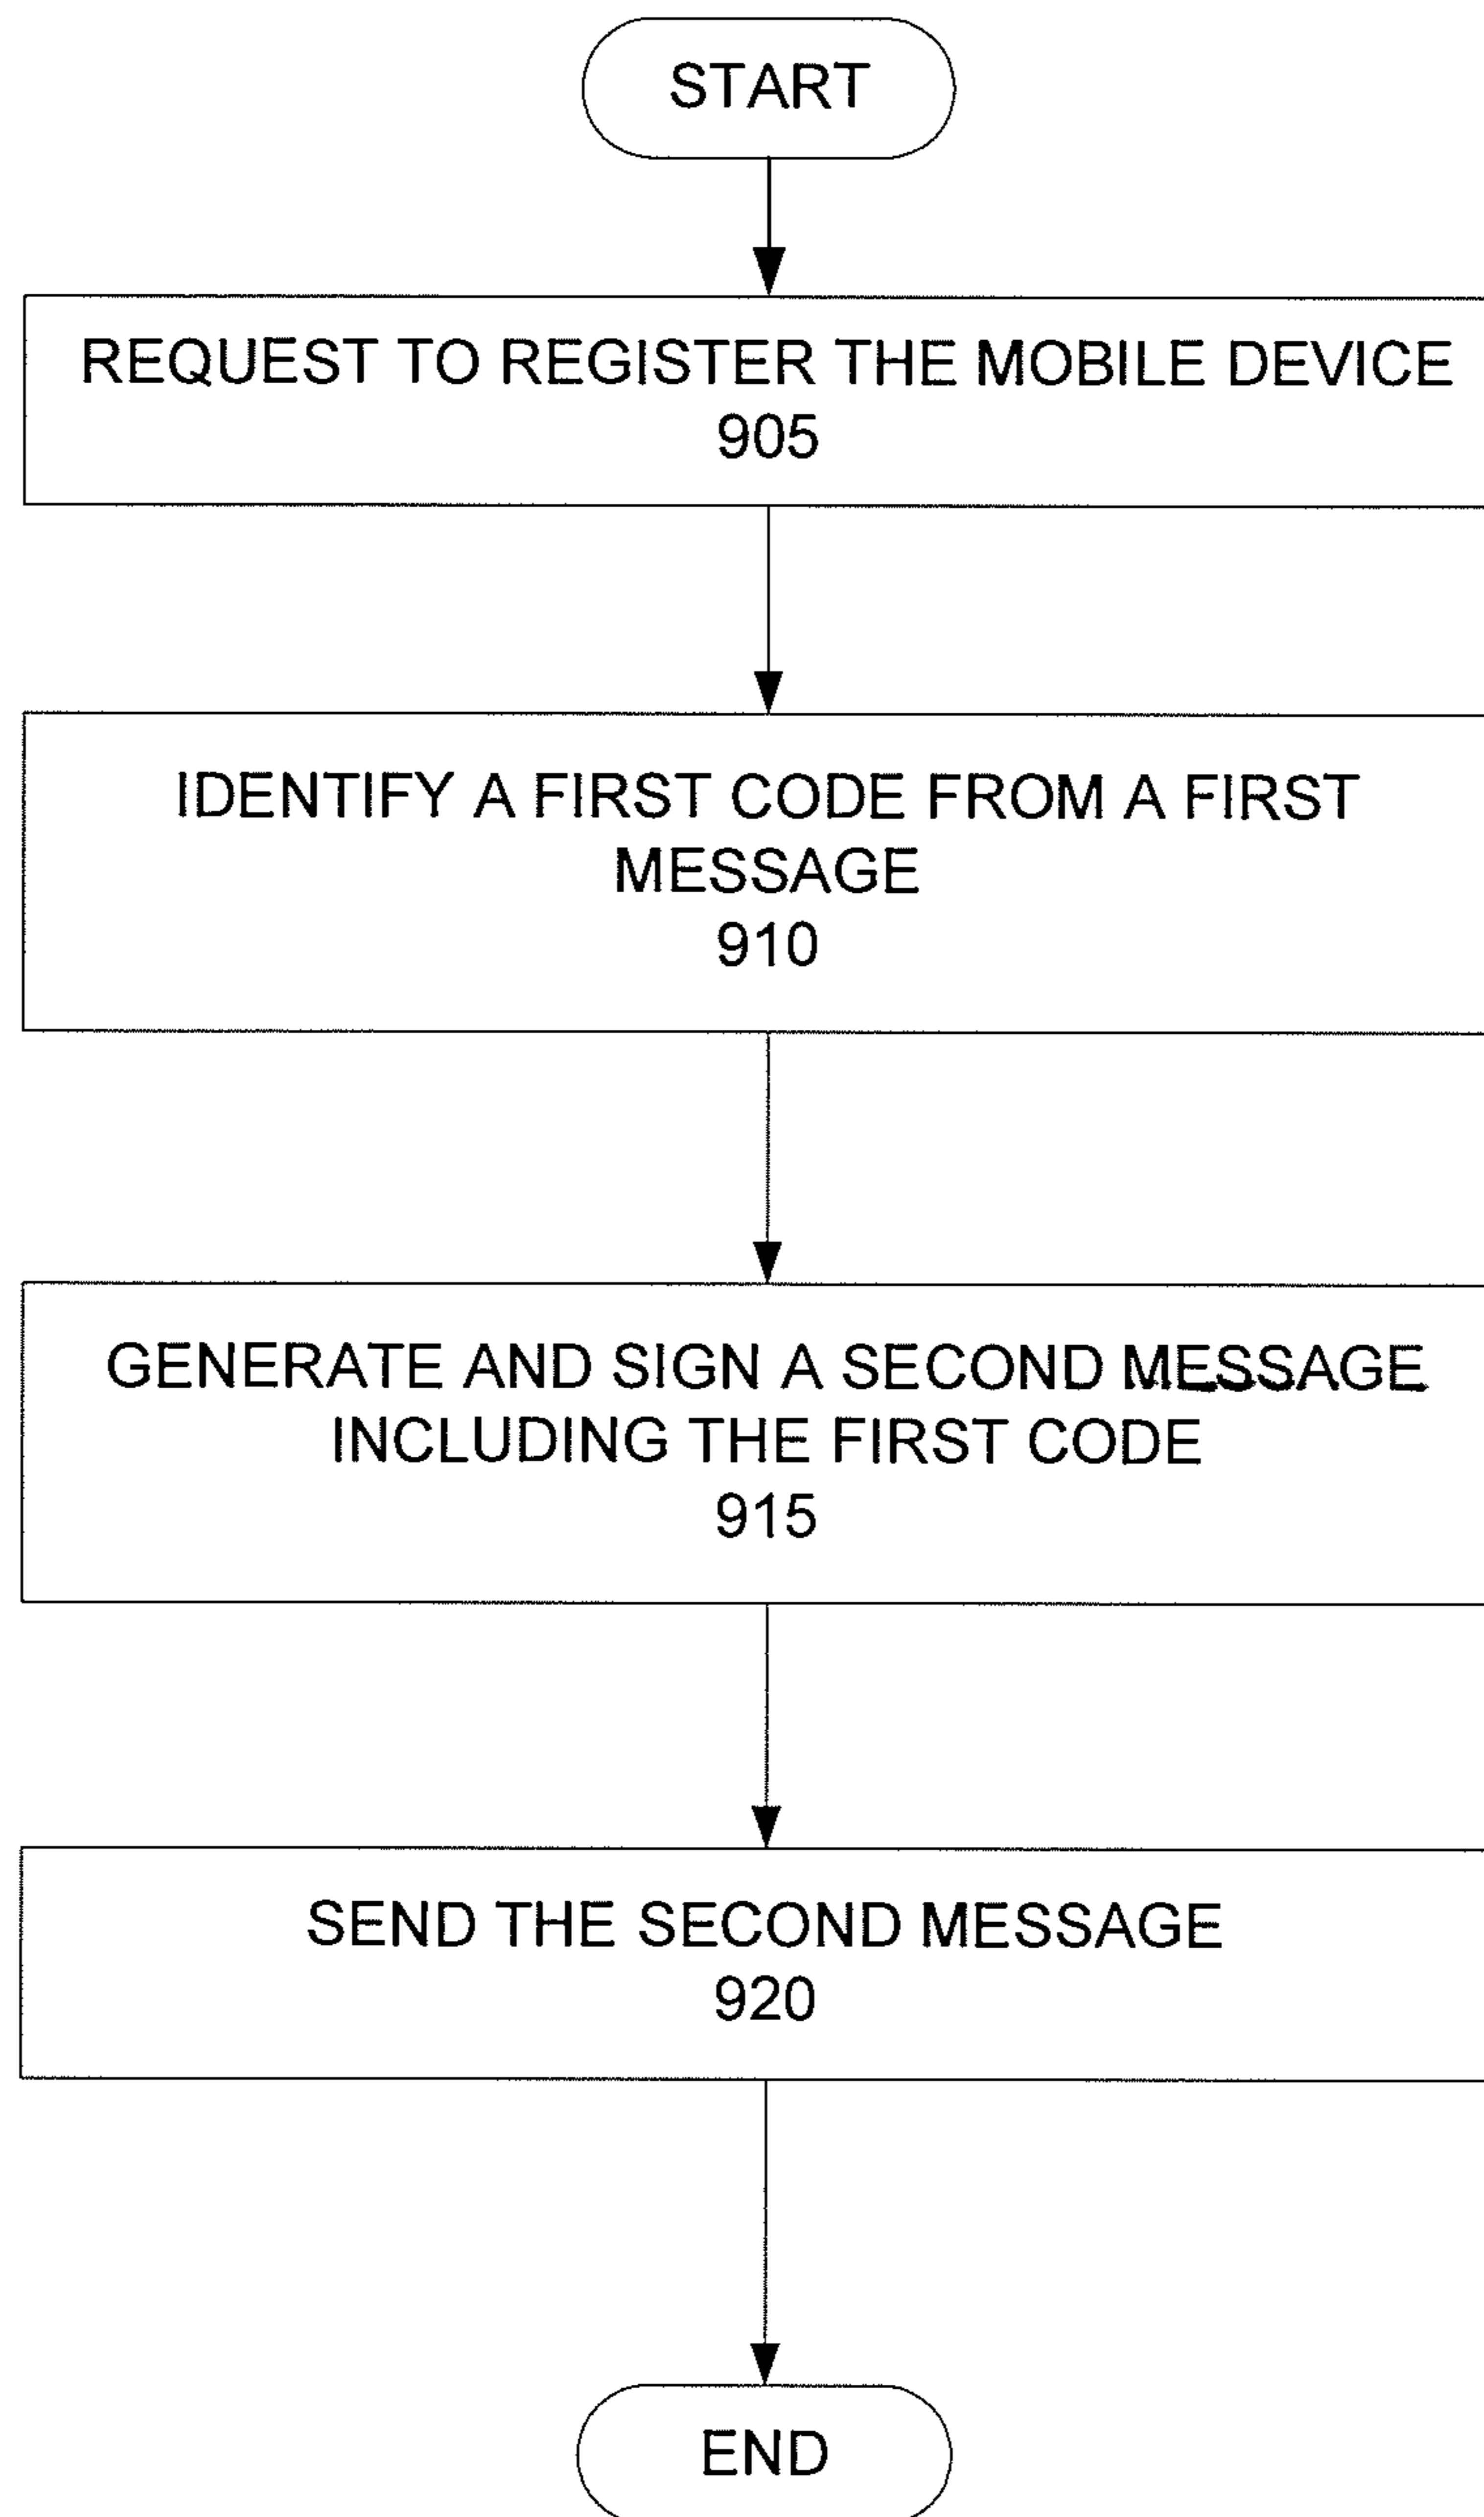 START
REQUEST TO REGISTER THE MOBILE DEVICE
905
IDENTIFY A FIRST CODE FROM A FIRST
MESSAGE
910
GENERATE AND SIGN A SECOND MESSAGE
INCLUDING THE FIRST CODE
915
SEND THE SECOND MESSAGE
920
END